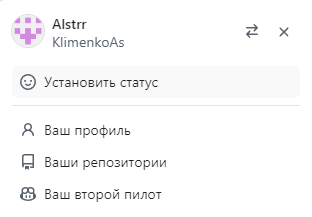 Alstrr
KlimenkoAs
Установить статус
Ваш профиль
Ваши репозитории
Ваш второй пилот